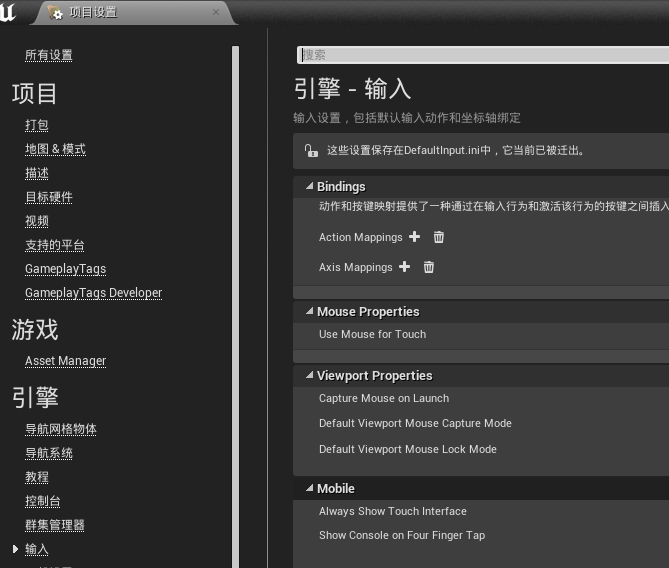 项目设置
所有设置
项目
打包
地图 & 模式
描述
目标硬件
视频
支持的平台
GameplayTags
GameplayTags Developer
游戏
Asset Manager
引擎
导航网格物体
导航系统
教程
控制台
群集管理器
输入
搜索
引擎 - 输入
输入设置，包括默认输入动作和坐标轴绑定
这些设置保存在DefaultInput.ini中，它当前已被迁出。
Bindings
动作和按键映射提供了一种通过在输入行为和激活该行为的按键之间插入
Action Mappings
Axis Mappings
Mouse Properties
Use Mouse for Touch
Viewport Properties
Capture Mouse on Launch
Default Viewport Mouse Capture Mode
Default Viewport Mouse Lock Mode
Mobile
Always Show Touch Interface
Show Console on Four Finger Tap